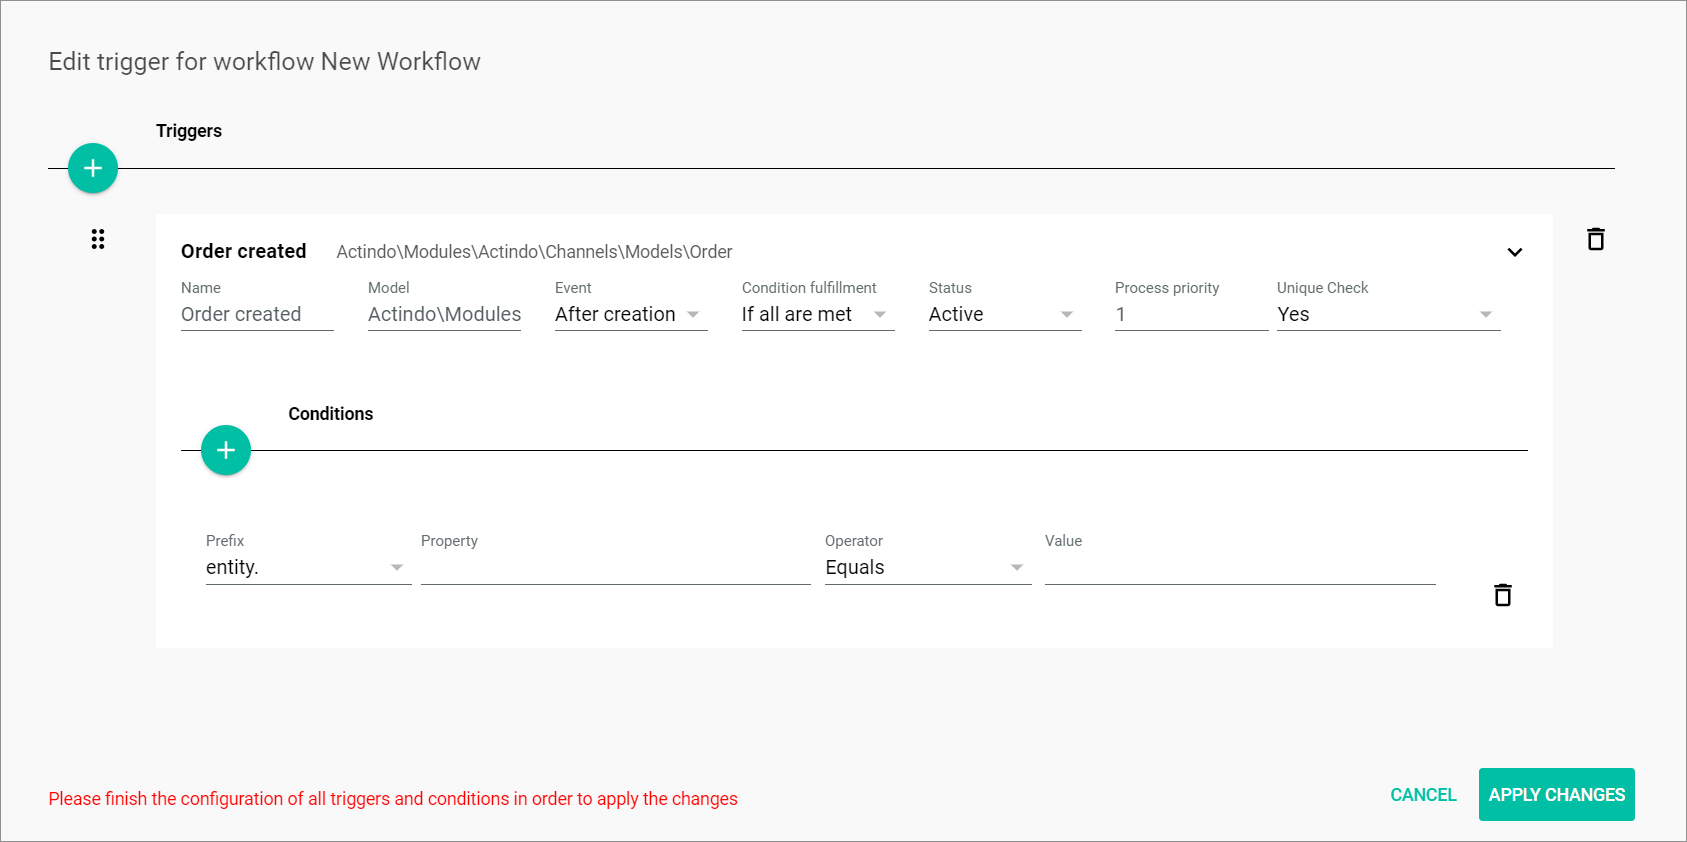 Edit trigger for workflow New Workflow
Triggers
Order created Actindo\Modules\Actindo\Channels\Models\Order
Name Model Event Condition fulfillment Status Process priority Unique Check
Order created Actindo\Modules After creation If all are met Active 1 Yes
Conditions
Prefix Property Operator Value
entity. Equals
Please finish the configuration of all triggers and conditions in order to apply the changes
CANCEL APPLY CHANGES